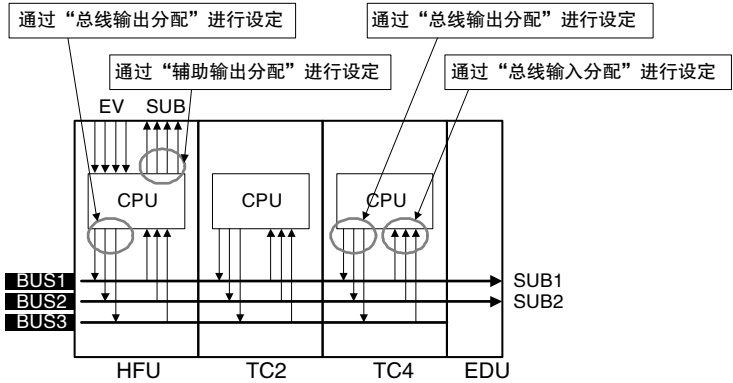 通过“总线输出分配”进行设定
通过“总线输出分配”进行设定
通过“辅助输出分配”进行设定
通过“总线输入分配”进行设定
EV SUB
CPU
CPU
CPU
BUS1
SUB1
BUS2
SUB2
BUS3
HFU
TC2
TC4
EDU